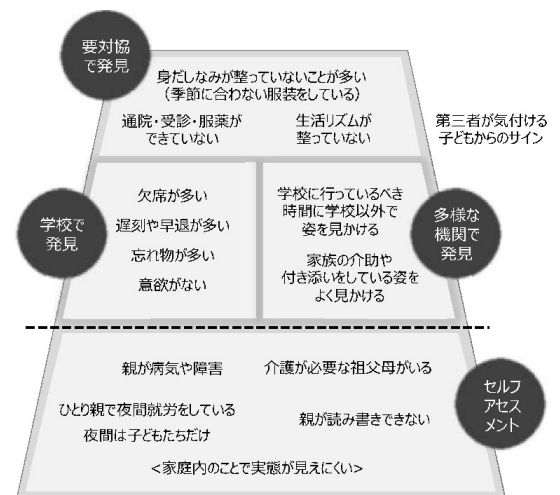 要対協
で発見
身だしなみが整っていないことが多い
（季節に合わない服装をしている）
通院・受診・服薬が
できていない
生活リズムが
整っていない
第三者が気付ける
子どもからのサイン
学校で
発見
欠席が多い
遅刻や早退が多い
忘れ物が多い
意欲がない
学校に行っているべき
時間に学校以外で
姿を見かける
家族の介助や
付き添いをしている姿を
よく見かける
多様な
機関で
発見
親が病気や障害
介護が必要な祖父母がいる
ひとり親で夜間就労をしている
夜間は子どもたちだけ
親が読み書きできない
<家庭内のことで実態が見えにくい>
セルフ
アセス
メント